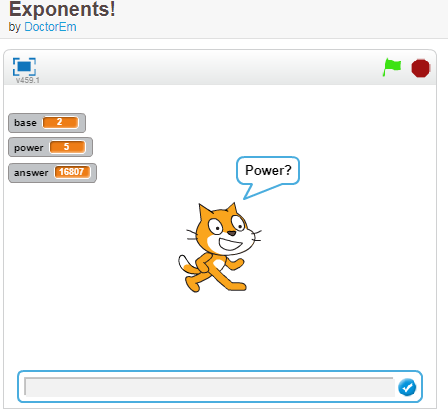 Exponents!
by DoctorEm
v459.1
base 2
power 5
answer 16807
Power?